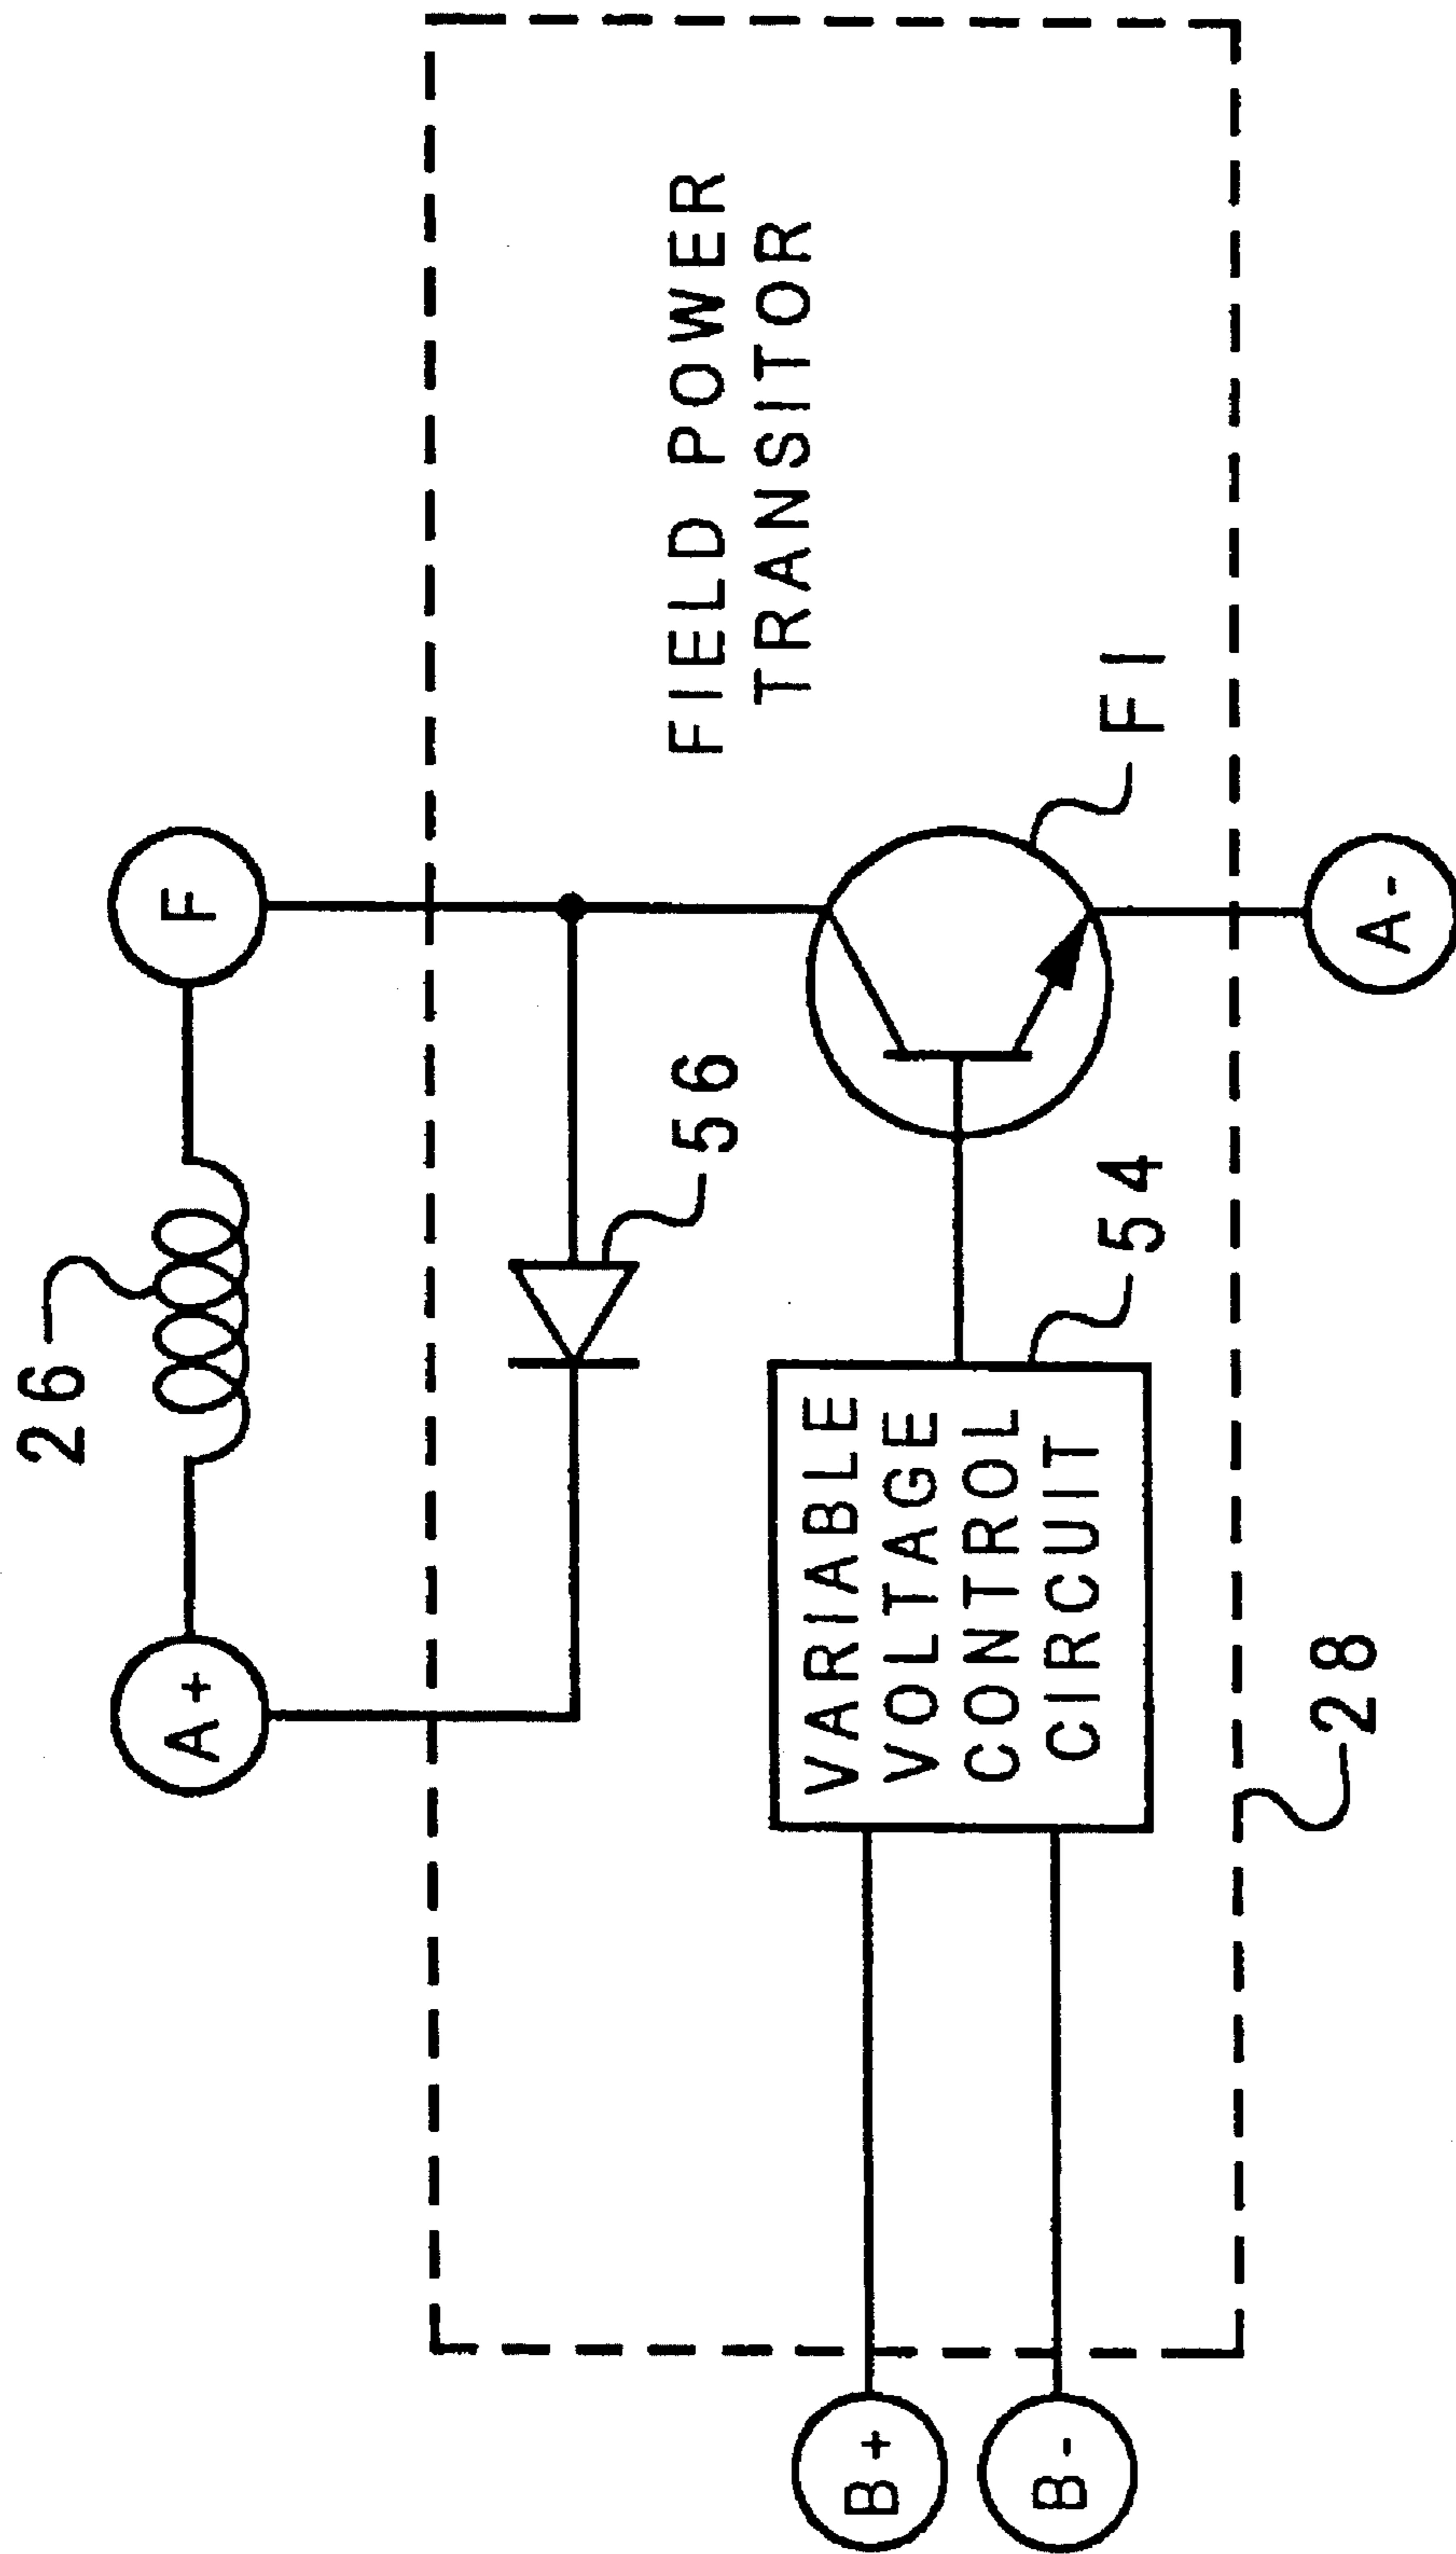 26
A+
F
56
FIELD POWER
TRANSITOR
VARIABLE
VOLTAGE
CONTROL
CIRCUIT
54
F1
B+
B-
28
A-